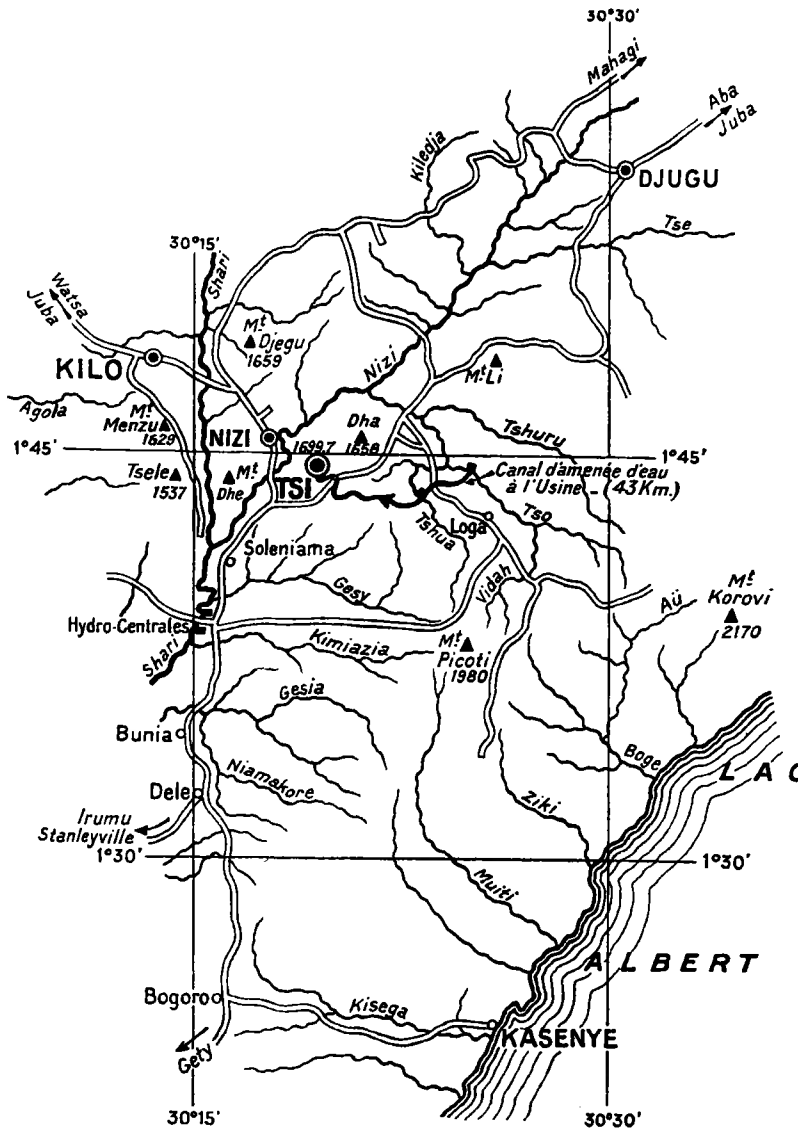 30°30'
Mahagi
Aba
Juba
Kiledja
DJUGU
30°15'
Tse
Shari
Watsa
Juba
Mt
Djegu
1659
KILO
Nizi
Mt Li
Agola
Mt
Menzu
1629
Dha
1658
Tshuru
NIZI
1°45'
1699,7
1°45'
Tsele
1537
Mt
Dhe
TSI
Canal d'amenée d'eau
à l'Usine _ (43 Km.)
Tshua
Loga
Tso
Soleniama
Gesy
Vidah
Mt
Korovi
2170
Aü
Hydro-Centrales
Kimiazia
Mt
Picoti
1980
Shari
Gesia
Bunia
Boge
LAC
Niamakore
Dele
Ziki
Irumu
Stanleyville
1°30'
1°30'
Muiti
ALBERT
Bogoro
Kisega
KASENYE
Gety
30°15'
30°30'